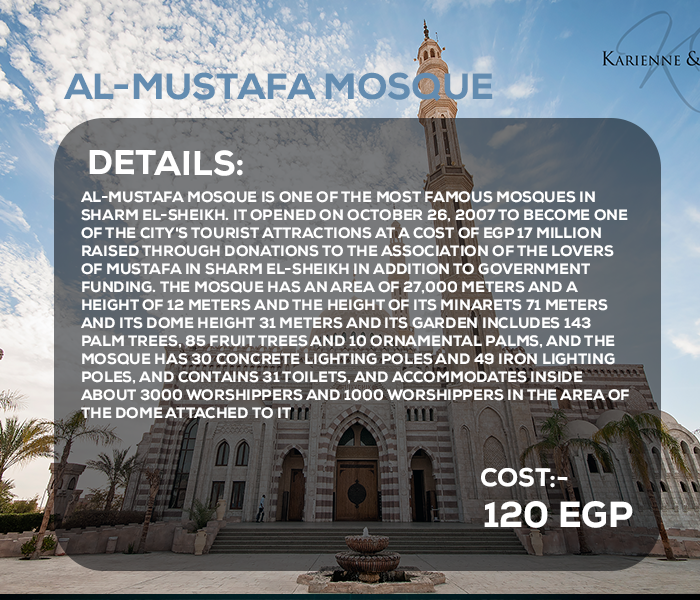 KARIENNE &
AL-MUSTAFA MOSQUE
DETAILS:
AL-MUSTAFA MOSQUE IS ONE OF THE MOST FAMOUS MOSQUES IN
SHARM EL-SHEIKH. IT OPENED ON OCTOBER 26, 2007 TO BECOME ONE
OF THE CITY'S TOURIST ATTRACTIONS AT A COST OF EGP 17 MILLION
RAISED THROUGH DONATIONS TO THE ASSOCIATION OF THE LOVERS
OF MUSTAFA IN SHARM EL-SHEIKH IN ADDITION TO GOVERNMENT
FUNDING. THE MOSQUE HAS AN AREA OF 27,000 METERS AND A
HEIGHT OF 12 METERS AND THE HEIGHT OF ITS MINARETS 71 METERS
AND ITS DOME HEIGHT 31 METERS AND ITS GARDEN INCLUDES 143
PALM TREES, 85 FRUIT TREES AND 10 ORNAMENTAL PALMS, AND THE
MOSQUE HAS 30 CONCRETE LIGHTING POLES AND 49 IRON LIGHTING
POLES, AND CONTAINS 31 TOILETS, AND ACCOMMODATES INSIDE
ABOUT 3000 WORSHIPPERS AND 1000 WORSHIPPERS IN THE AREA OF
THE DOME ATTACHED TO IT
COST:-
120 EGP